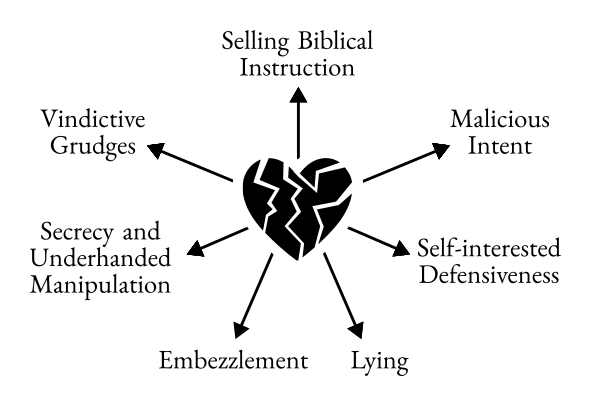 Selling Biblical
Instruction
Vindictive
Grudges
Malicious
Intent
Secrecy and
Underhanded
Manipulation
Self-interested
Defensiveness
Embezzlement
Lying